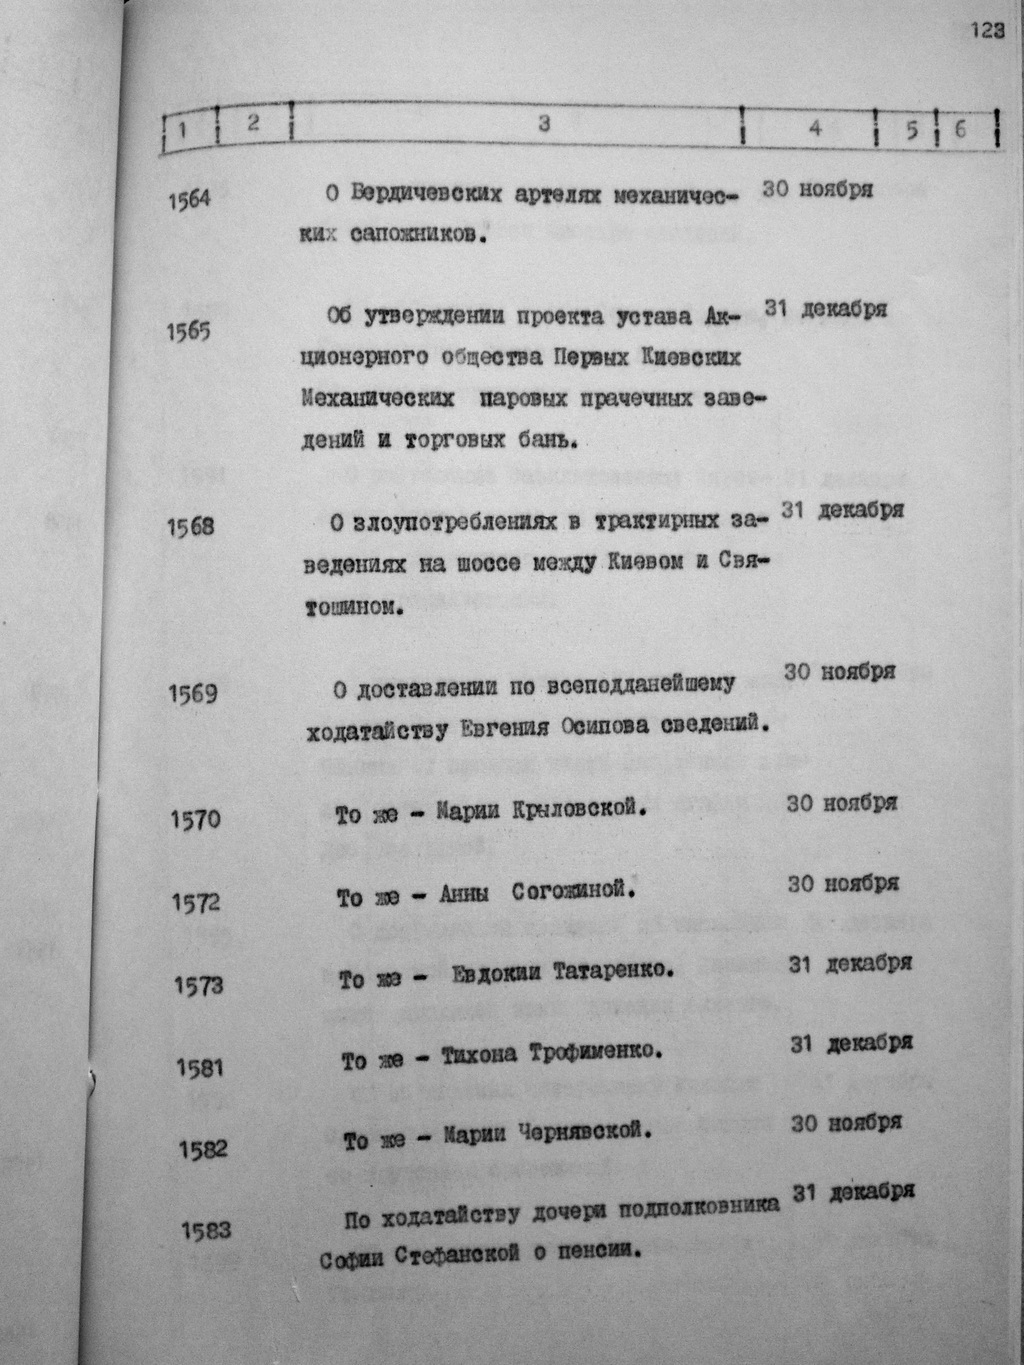 123
1 2 3 4 5 6
1564 О Бердичевских артелях механичес- 30 ноября
ких сапожников.
1565 Об утверждении проекта устава Ак- 31 декабря
ционерного общества Первых Киевских
Механических паровых прачечных заве-
дений и торговых бань.
1568 О злоупотреблениях в трактирных за- 31 декабря
ведениях на шоссе между Киевом и Свя-
тошином.
1569 О доставлении по всеподданейшему 30 ноября
ходатайству Евгения Осипова сведений.
1570 То же - Марии Крыловской. 30 ноября
1572 То же - Анны Согожиной. 30 ноября
1573 То же - Евдокии Татаренко. 31 декабря
1581 То же - Тихона Трофименко. 31 декабря
1582 То же - Марии Чернявской. 30 ноября
1583 По ходатайству дочери подполковника 31 декабря
Софии Стефанской о пенсии.